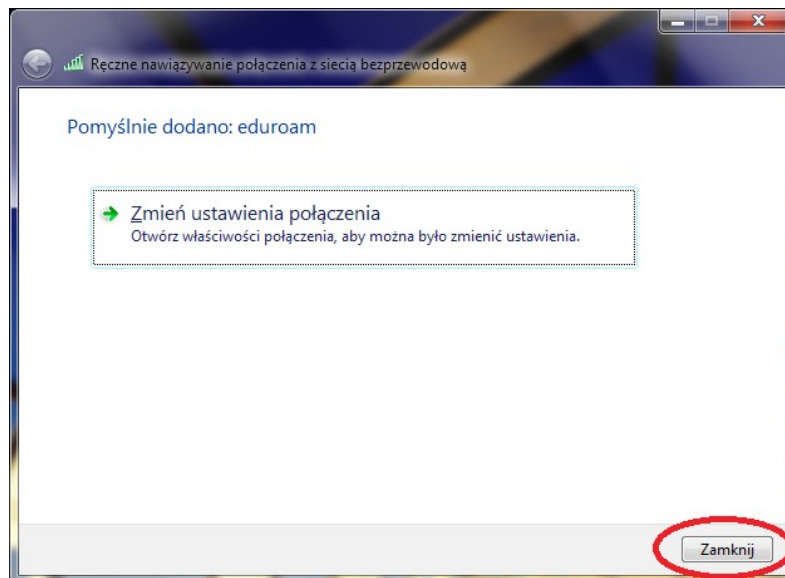 Ręczne nawiązywanie połączenia z siecią bezprzewodową
Pomyślnie dodano: eduroam
Zmień ustawienia połączenia
Otwórz właściwości połączenia, aby można było zmienić ustawienia.
Zamknij